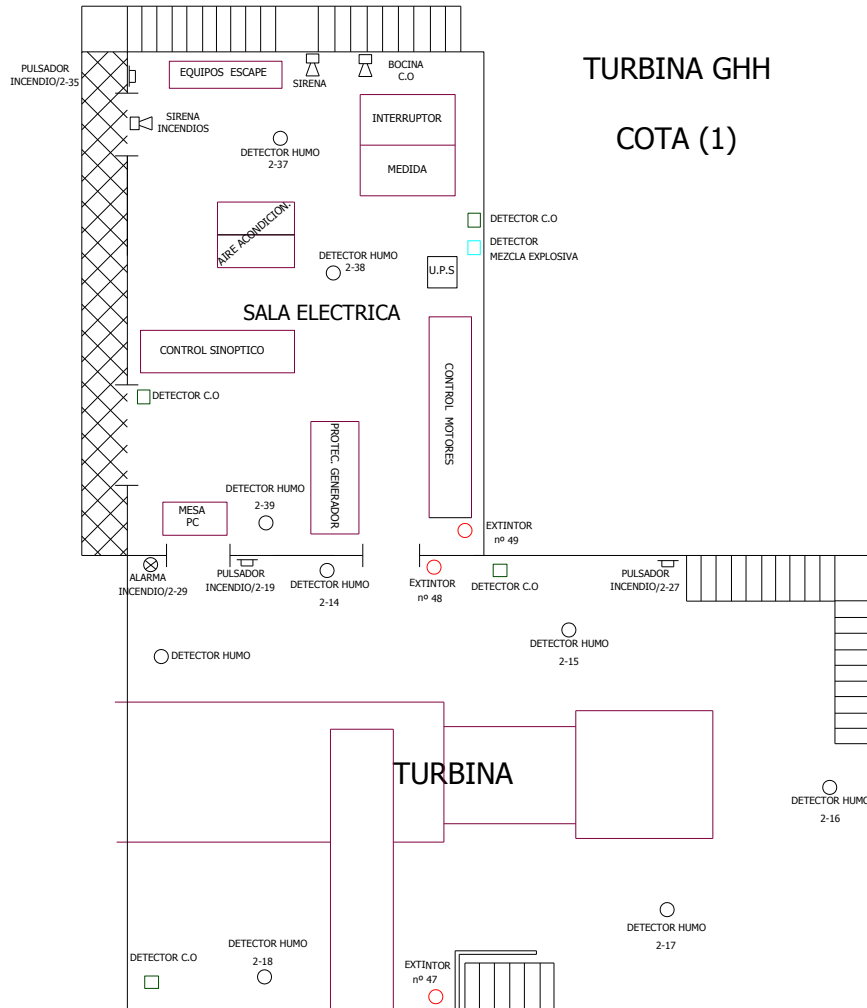 TURBINA GHH
COTA (1)
PULSADOR
INCENDIO/2-35
EQUIPOS ESCAPE
SIRENA
BOCINA
C.O
SIRENA
INCENDIOS
INTERRUPTOR
MEDIDA
DETECTOR HUMO
2-37
AIRE ACONDICION.
DETECTOR C.O
DETECTOR
MEZCLA EXPLOSIVA
DETECTOR HUMO
2-38
U.P.S
SALA ELECTRICA
CONTROL SINOPTICO
DETECTOR C.O
CONTROL MOTORES
PROTEC. GENERADOR
DETECTOR HUMO
2-39
MESA
PC
EXTINTOR
nº 49
ALARMA
INCENDIO/2-29
PULSADOR
INCENDIO/2-19
DETECTOR HUMO
2-14
EXTINTOR
nº 48
DETECTOR C.O
PULSADOR
INCENDIO/2-27
DETECTOR HUMO
2-15
DETECTOR HUMO
TURBINA
DETECTOR HUMO
2-16
DETECTOR HUMO
2-17
DETECTOR C.O
DETECTOR HUMO
2-18
EXTINTOR
nº 47